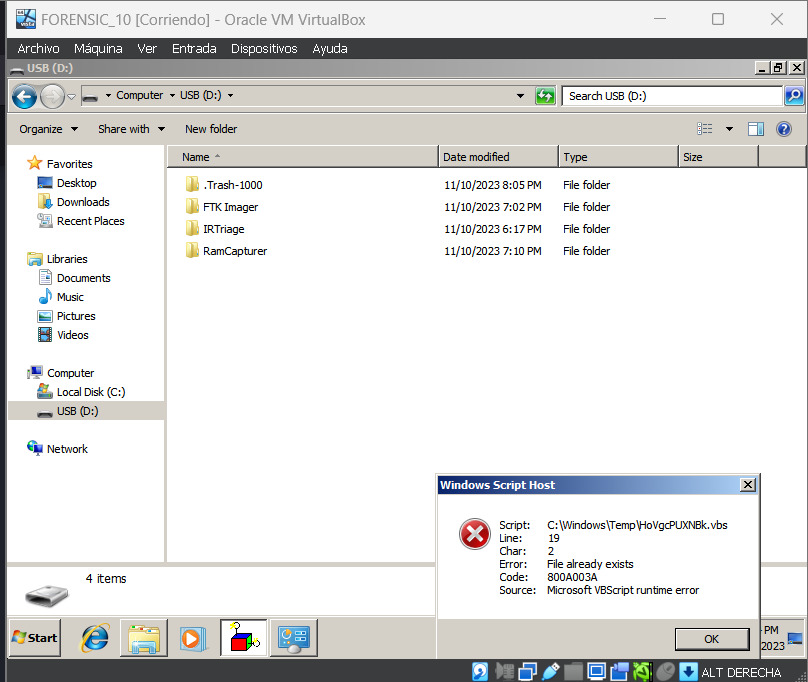 FORENSIC_10 [Corriendo] - Oracle VM VirtualBox
Archivo Máquina Ver Entrada Dispositivos Ayuda
USB (D:)
Computer USB (D:)
Search USB (D:)
Organize Share with New folder
Name Date modified Type Size
.Trash-1000 11/10/2023 8:05 PM File folder
FTK Imager 11/10/2023 7:02 PM File folder
IRTriage 11/10/2023 6:17 PM File folder
RamCapturer 11/10/2023 7:10 PM File folder
Favorites
Desktop
Downloads
Recent Places
Libraries
Documents
Music
Pictures
Videos
Computer
Local Disk (C:)
USB (D:)
Network
4 items
Windows Script Host
Script: C:\Windows\Temp\HoVgcPUXNBk.vbs
Line: 19
Char: 2
Error: File already exists
Code: 800A003A
Source: Microsoft VBScript runtime error
OK
Start
PM
2023
ALT DERECHA